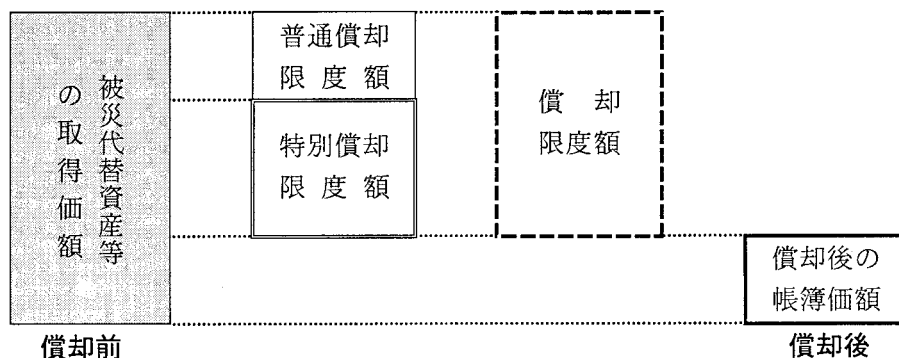 被災代替資産等
の取得価額
普通償却
限度額
特別償却
限度額
償却
限度額
償却後の
帳簿価額
償却前
償却後